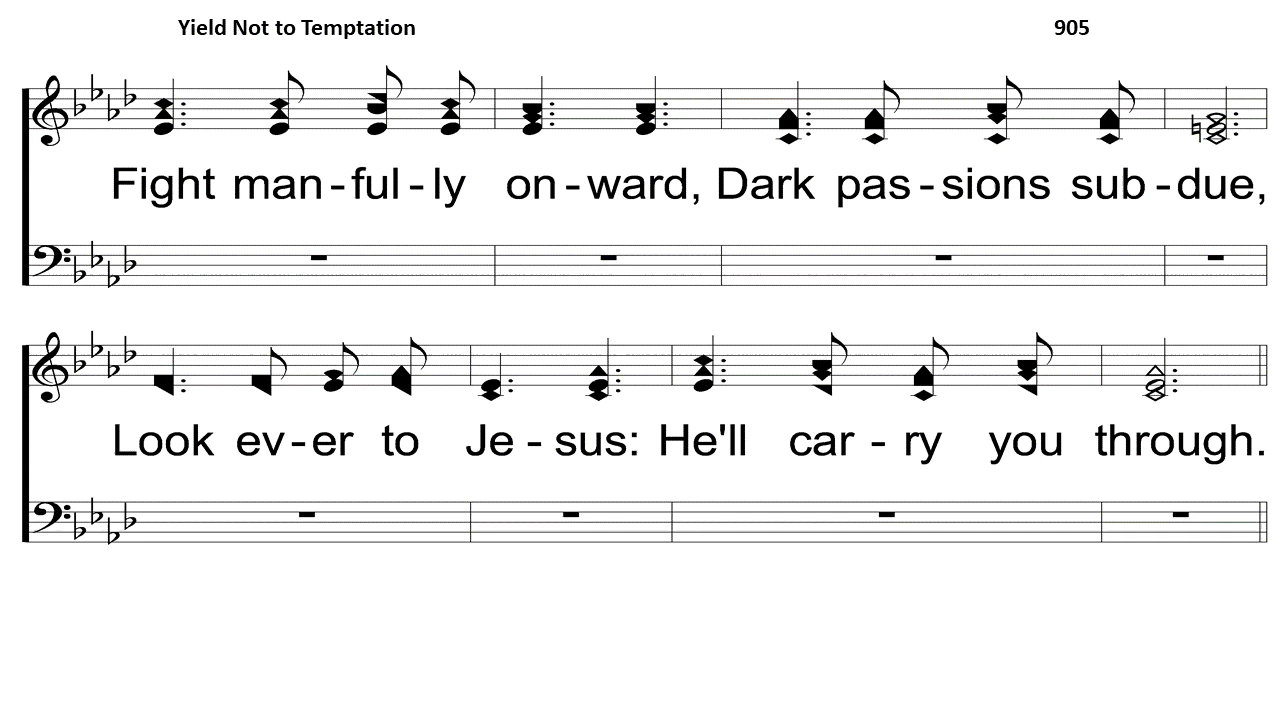 Yield Not to Temptation 905
Fight man-ful-ly on-ward, Dark pas-sions sub-due,
Look ev-er to Je-sus: He'll car-ry you through.